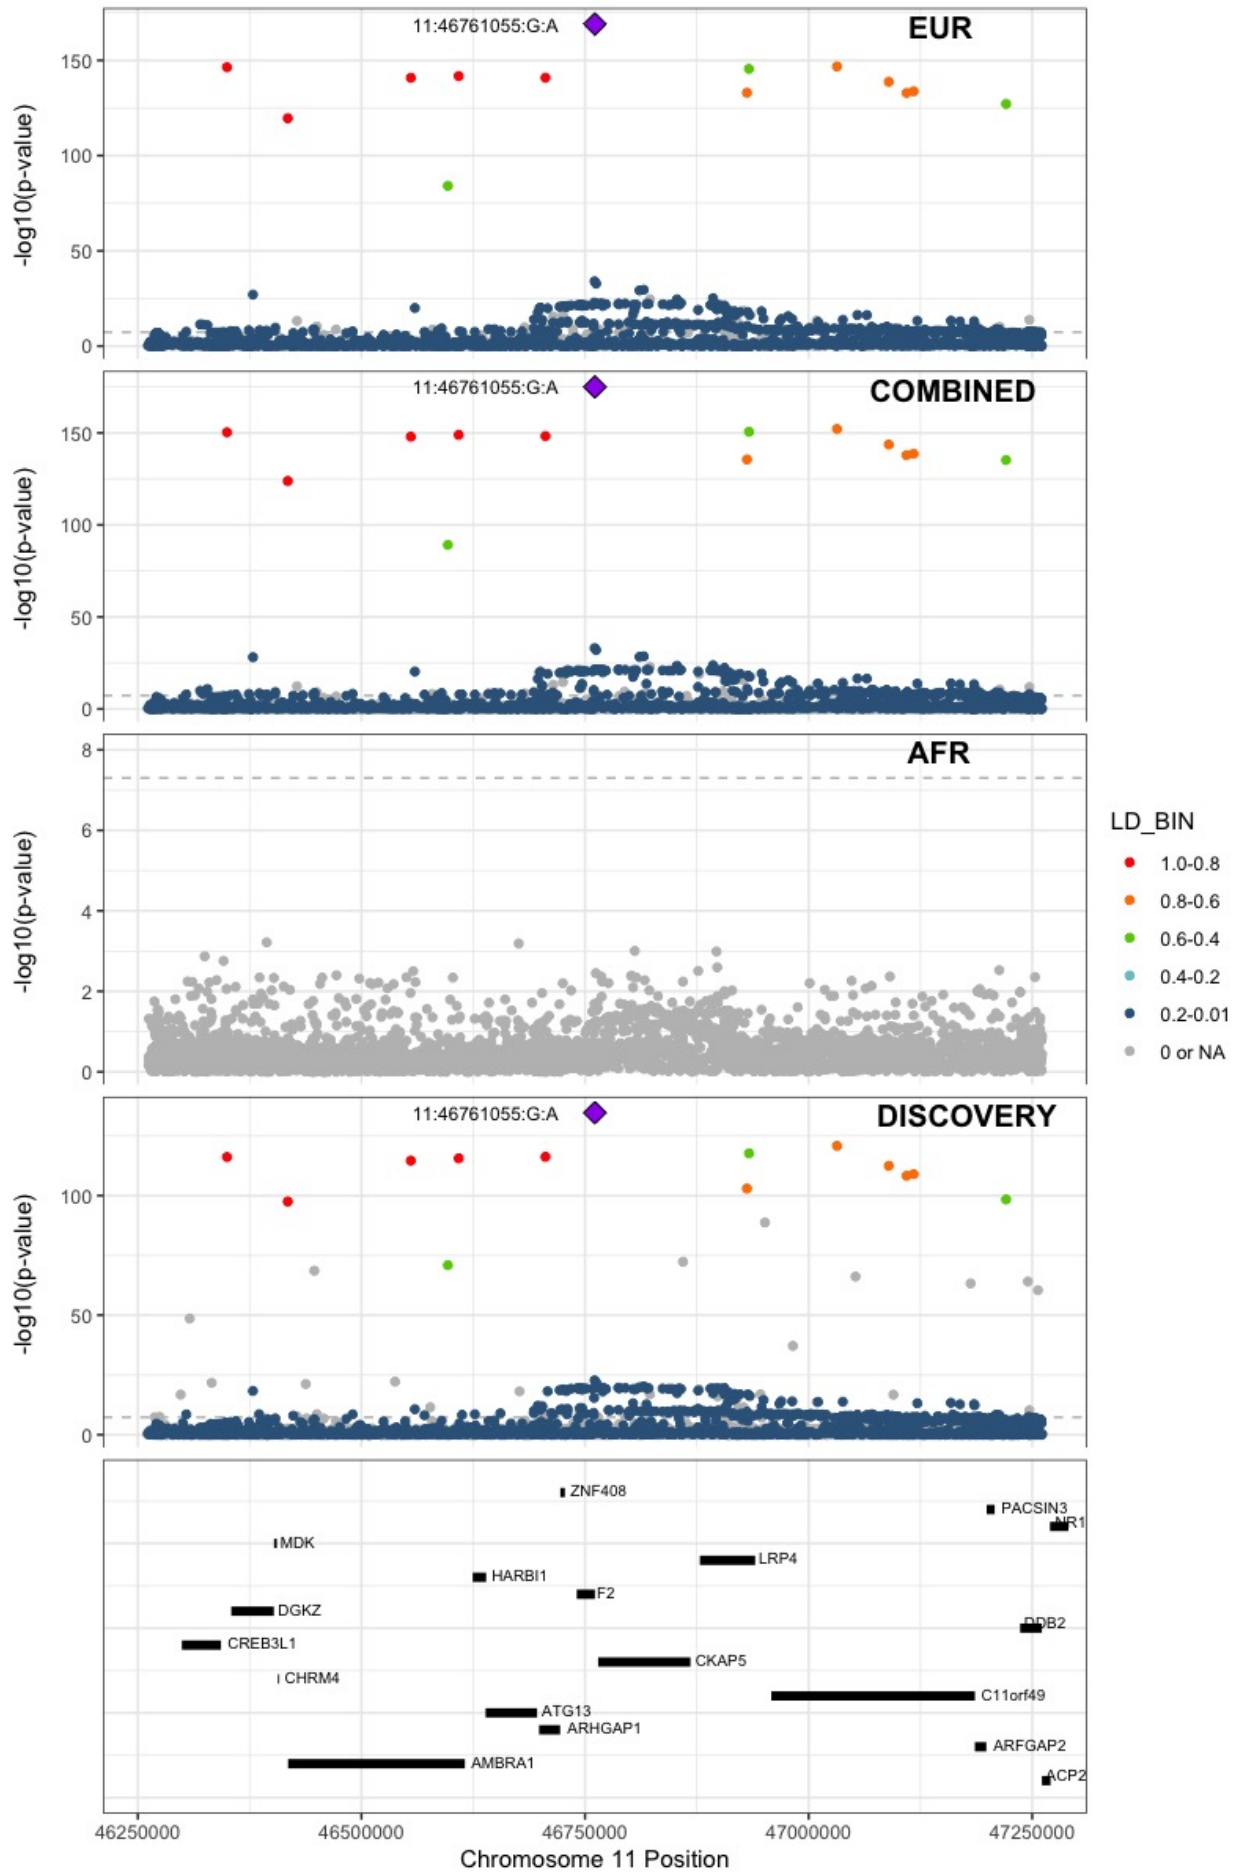 11:46761055:G:A
EUR
-log10(p-value)
150
100
50
0
11:46761055:G:A
COMBINED
-log10(p-value)
150
100
50
0
AFR
-log10(p-value)
8
6
4
2
0
LD_BIN
1.0-0.8
0.8-0.6
0.6-0.4
0.4-0.2
0.2-0.01
0 or NA
11:46761055:G:A
DISCOVERY
-log10(p-value)
100
50
0
ZNF408
PACSIN3
NR1
MDK
LRP4
HARBI1
F2
DGKZ
DDB2
CREB3L1
CKAP5
CHRM4
C11orf49
ATG13
ARHGAP1
ARFGAP2
AMBRA1
ACP2
46250000
46500000
46750000
47000000
47250000
Chromosome 11 Position